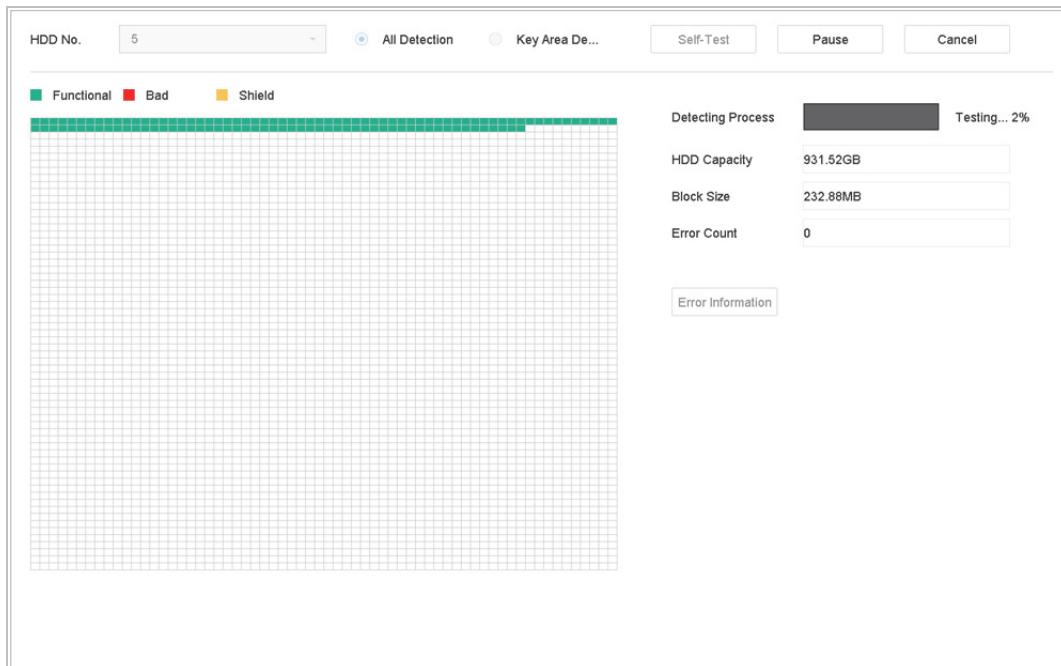 HDD No. 5 All Detection Key Area De... Self-Test Pause Cancel
Functional Bad Shield
Detecting Process Testing... 2%
HDD Capacity 931.52GB
Block Size 232.88MB
Error Count 0
Error Information